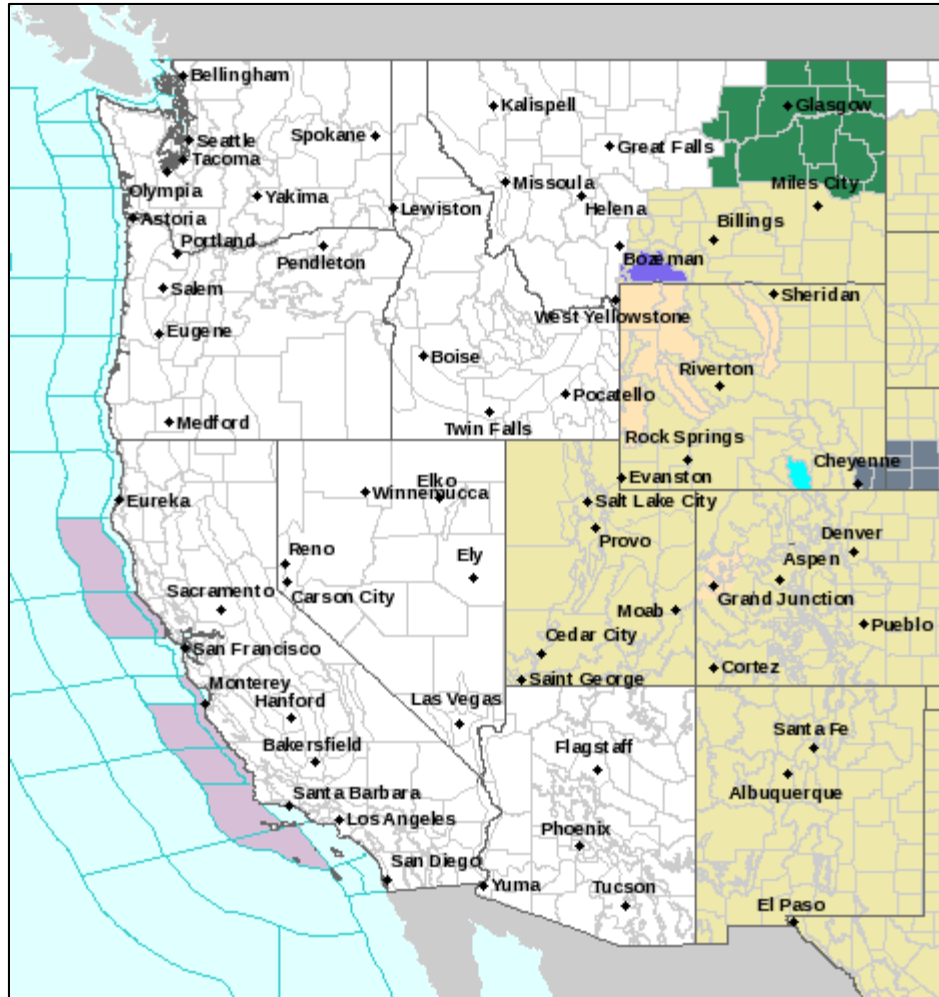 Bellingham
Kalispell
Glasgow
Seattle
Spokane
Great Falls
Tacoma
Olympia
Yakima
Missoula
Miles City
Lewiston
Helena
Astoria
Billings
Portland
Pendleton
Bozeman
Salem
Sheridan
West Yellowstone
Eugene
Boise
Riverton
Pocatello
Medford
Twin Falls
Rock Springs
Cheyenne
Elko
Evanston
Winnemucca
Eureka
Salt Lake City
Denver
Provo
Reno
Ely
Aspen
Sacramento
Carson City
Grand Junction
Moab
Pueblo
Cedar City
San Francisco
Cortez
Saint George
Monterey
Hanford
Las Vegas
Santa Fe
Bakersfield
Flagstaff
Albuquerque
Santa Barbara
Los Angeles
Phoenix
San Diego
Yuma
Tucson
El Paso